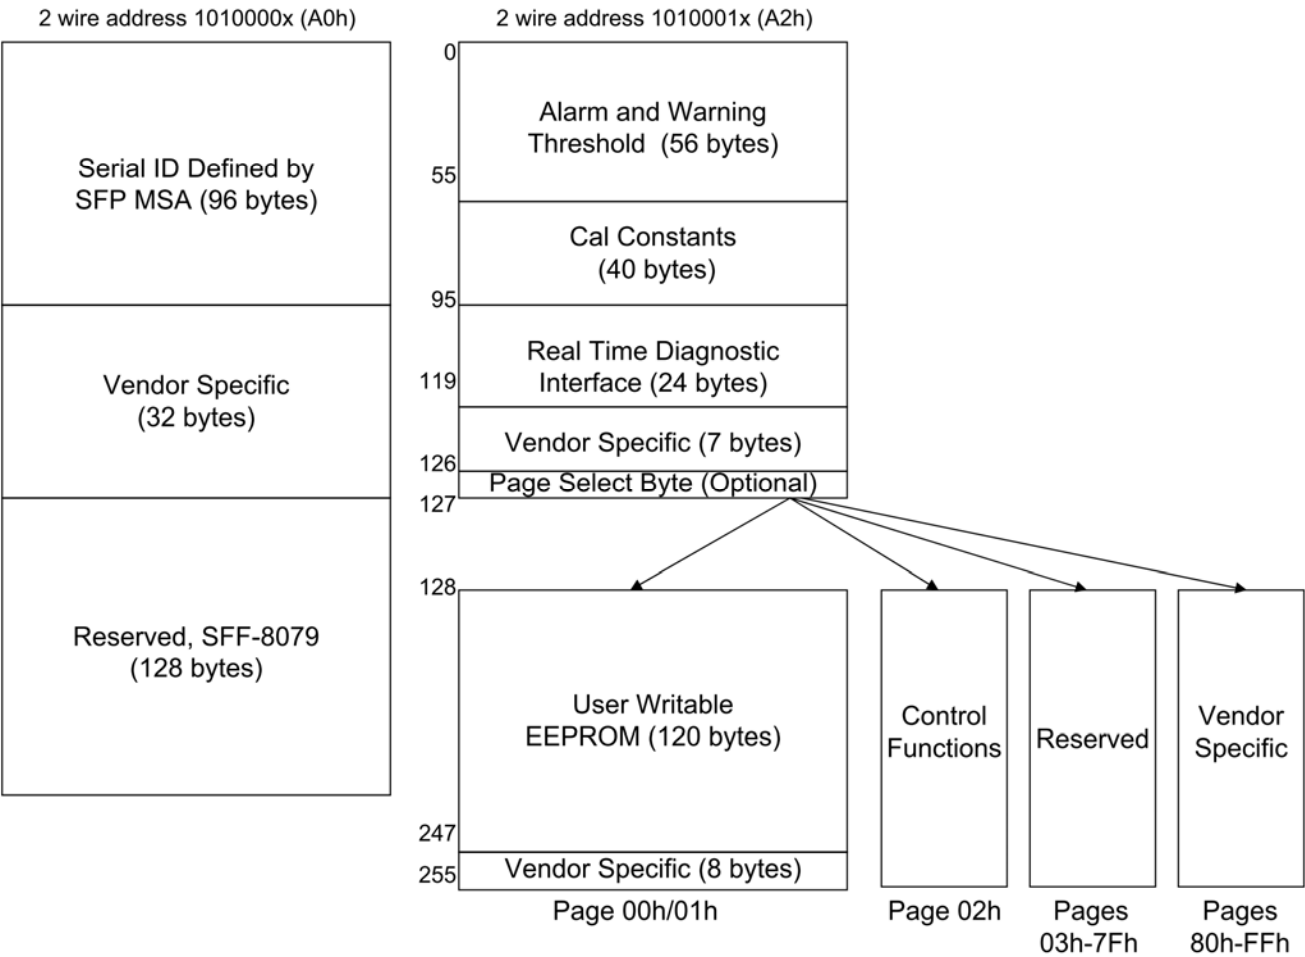 2 wire address 1010000x (A0h)
Serial ID Defined by
SFP MSA (96 bytes)
Vendor Specific
(32 bytes)
Reserved, SFF-8079
(128 bytes)
2 wire address 1010001x (A2h)
0
Alarm and Warning
Threshold (56 bytes)
55
Cal Constants
(40 bytes)
95
Real Time Diagnostic
Interface (24 bytes)
119
Vendor Specific (7 bytes)
126
Page Select Byte (Optional)
127
128
User Writable
EEPROM (120 bytes)
247
Vendor Specific (8 bytes)
255
Page 00h/01h
Control
Functions
Page 02h
Reserved
Pages
03h-7Fh
Vendor
Specific
Pages
80h-FFh